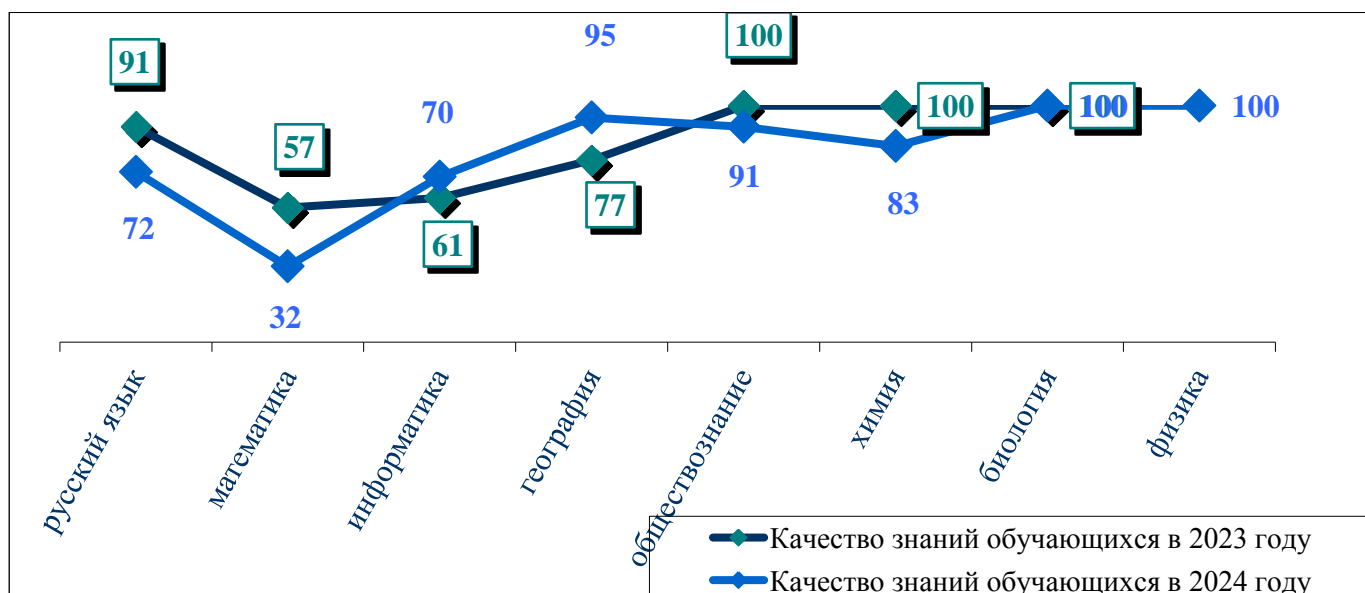 95
100
91
70
57
100
100
100
100
77
91
83
72
61
32
русский язык
математика
информатика
география
обществознание
химия
биология
физика
Качество знаний обучающихся в 2023 году
Качество знаний обучающихся в 2024 году